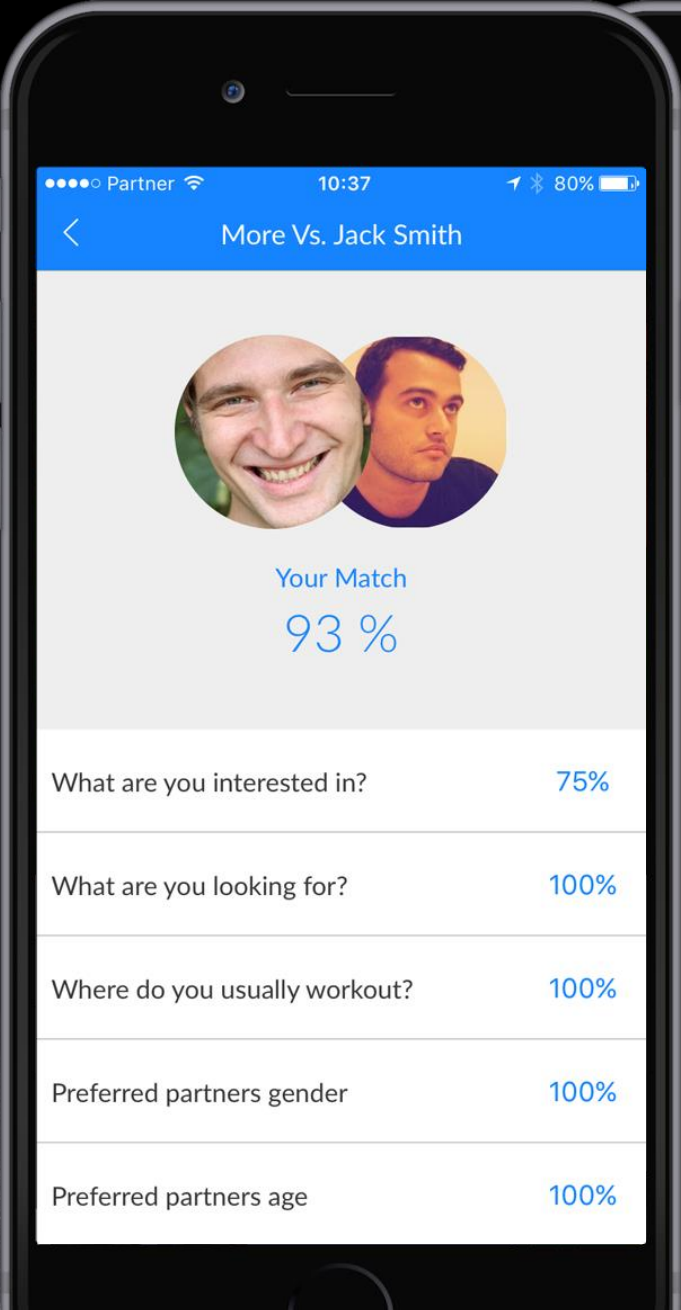 Partner 10:37 80%
More Vs. Jack Smith
Your Match
93 %
What are you interested in? 75%
What are you looking for? 100%
Where do you usually workout? 100%
Preferred partners gender 100%
Preferred partners age 100%